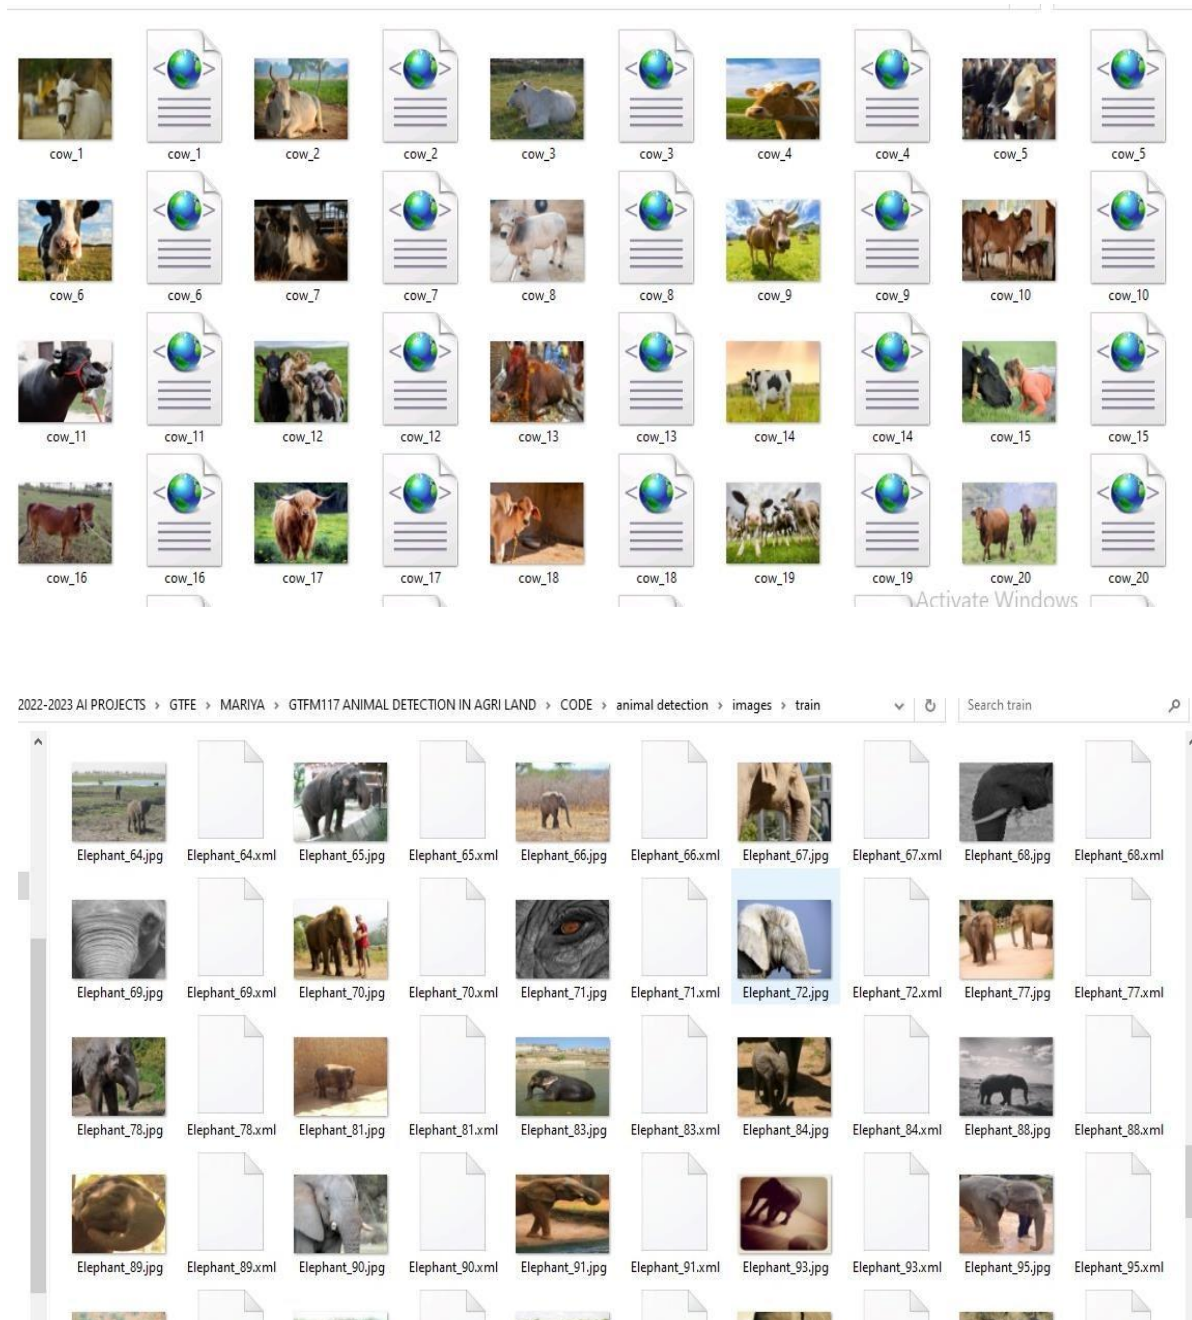 cow_1 cow_1 cow_2 cow_2 cow_3 cow_3 cow_4 cow_4 cow_5 cow_5
cow_6 cow_6 cow_7 cow_7 cow_8 cow_8 cow_9 cow_9 cow_10 cow_10
cow_11 cow_11 cow_12 cow_12 cow_13 cow_13 cow_14 cow_14 cow_15 cow_15
cow_16 cow_16 cow_17 cow_17 cow_18 cow_18 cow_19 cow_19 cow_20 cow_20
Activate Windows
2022-2023 AI PROJECTS › GTFE › MARIYA › GTFM117 ANIMAL DETECTION IN AGRI LAND › CODE › animal detection › images › train Search train
Elephant_64.jpg Elephant_64.xml Elephant_65.jpg Elephant_65.xml Elephant_66.jpg Elephant_66.xml Elephant_67.jpg Elephant_67.xml Elephant_68.jpg Elephant_68.xml
Elephant_69.jpg Elephant_69.xml Elephant_70.jpg Elephant_70.xml Elephant_71.jpg Elephant_71.xml Elephant_72.jpg Elephant_72.xml Elephant_77.jpg Elephant_77.xml
Elephant_78.jpg Elephant_78.xml Elephant_81.jpg Elephant_81.xml Elephant_83.jpg Elephant_83.xml Elephant_84.jpg Elephant_84.xml Elephant_88.jpg Elephant_88.xml
Elephant_89.jpg Elephant_89.xml Elephant_90.jpg Elephant_90.xml Elephant_91.jpg Elephant_91.xml Elephant_93.jpg Elephant_93.xml Elephant_95.jpg Elephant_95.xml